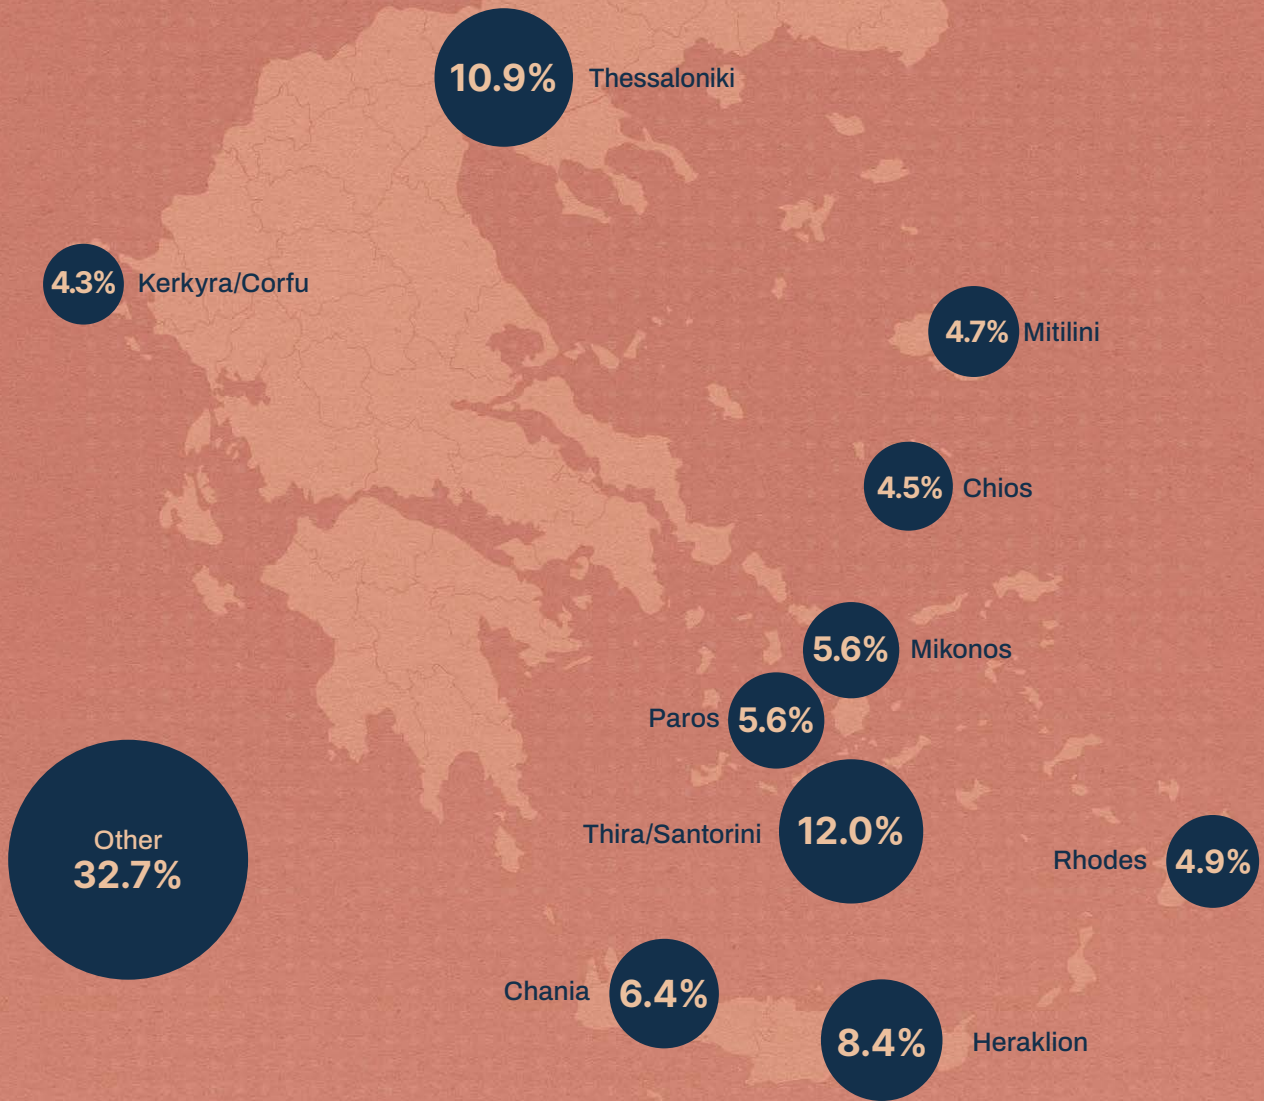 10.9% Thessaloniki
4.3% Kerkyra/Corfu
4.7% Mitilini
4.5% Chios
5.6% Mikonos
Paros 5.6%
Thira/Santorini 12.0%
Other
32.7%
Rhodes 4.9%
Chania 6.4%
8.4% Heraklion